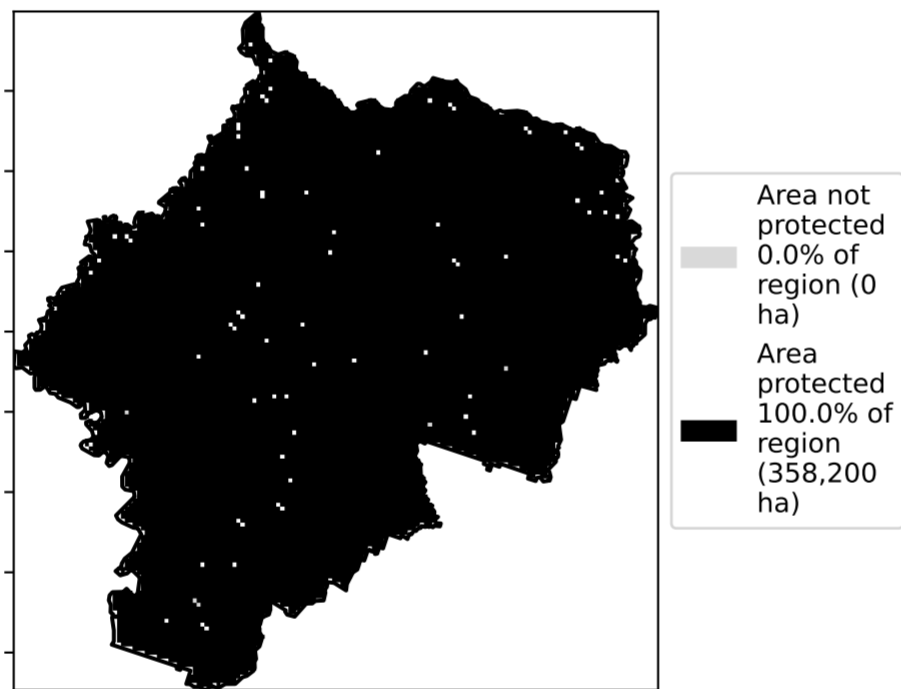 Area not
protected
0.0% of
region (0
ha)
Area
protected
100.0% of
region
(358,200
ha)